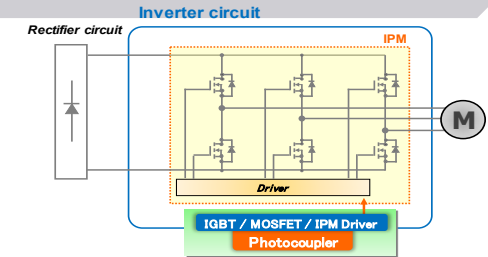 Inverter circuit
Rectifier circuit
IPM
M
Driver
IGBT / MOSFET / IPM Driver
Photocoupler